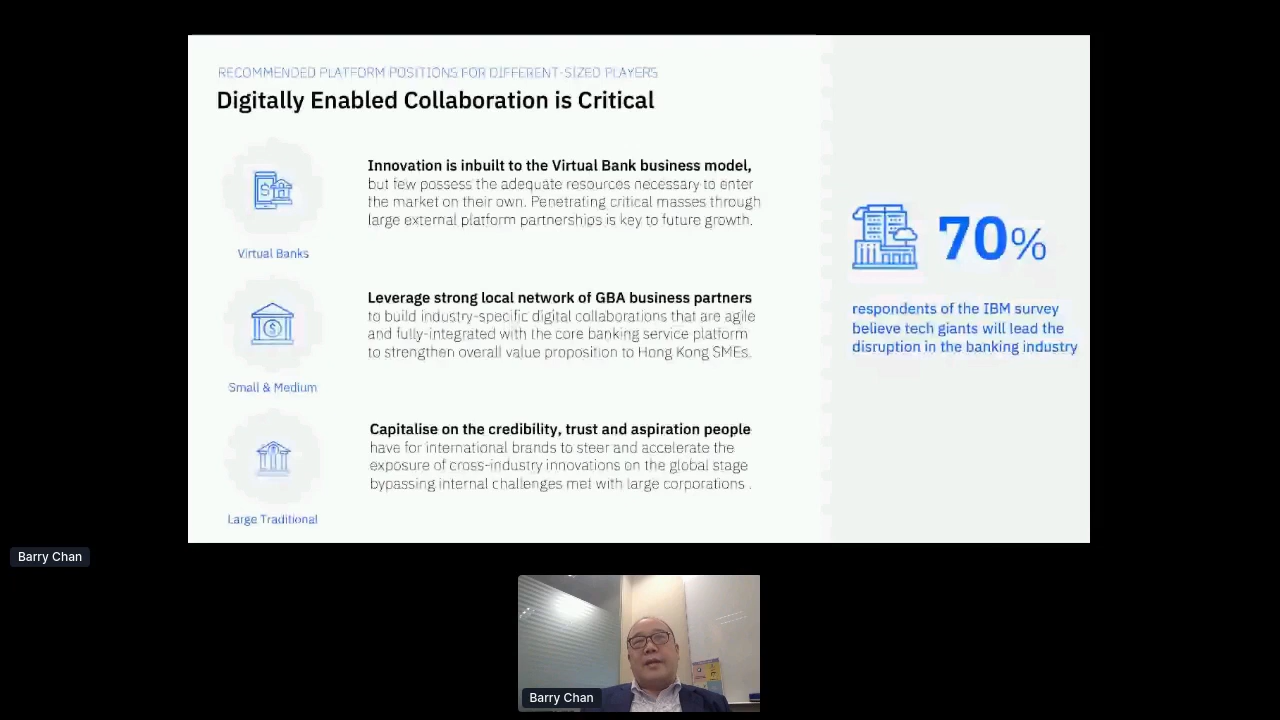 RECOMMENDED PLATFORM POSITIONS FOR DIFFERENT-SIZED PLAYERS
Digitally Enabled Collaboration is Critical
Virtual Banks
Innovation is inbuilt to the Virtual Bank business model,
but few possess the adequate resources necessary to enter
the market on their own. Penetrating critical masses through
large external platform partnerships is key to future growth.
Small & Medium
Leverage strong local network of GBA business partners
to build industry-specific digital collaborations that are agile
and fully-integrated with the core banking service platform
to strengthen overall value proposition to Hong Kong SMEs.
Large Traditional
Capitalise on the credibility, trust and aspiration people
have for international brands to steer and accelerate the
exposure of cross-industry innovations on the global stage
bypassing internal challenges met with large corporations .
70%
respondents of the IBM survey
believe tech giants will lead the
disruption in the banking industry
Barry Chan
Barry Chan